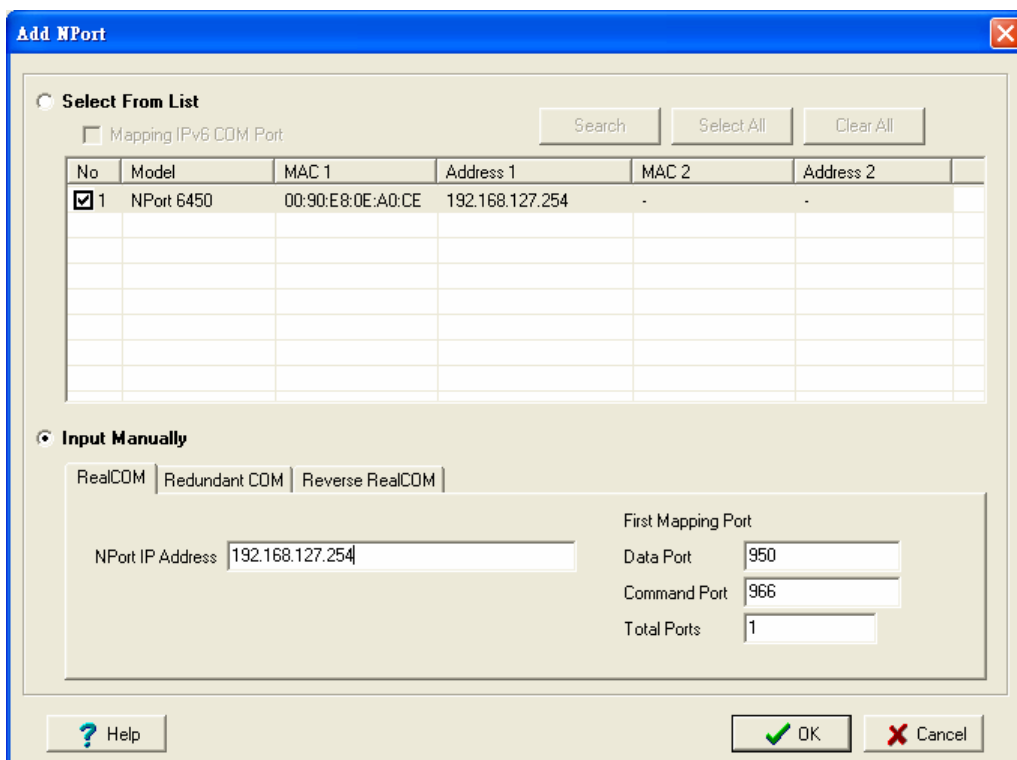 Add NPort
Select From List
Mapping IPv6 COM Port
Search
Select All
Clear All
No Model MAC 1 Address 1 MAC 2 Address 2
1 NPort 6450 00:90:E8:0E:A0:CE 192.168.127.254 - -
Input Manually
RealCOM Redundant COM Reverse RealCOM
First Mapping Port
NPort IP Address 192.168.127.254
Data Port 950
Command Port 966
Total Ports 1
? Help
OK
Cancel